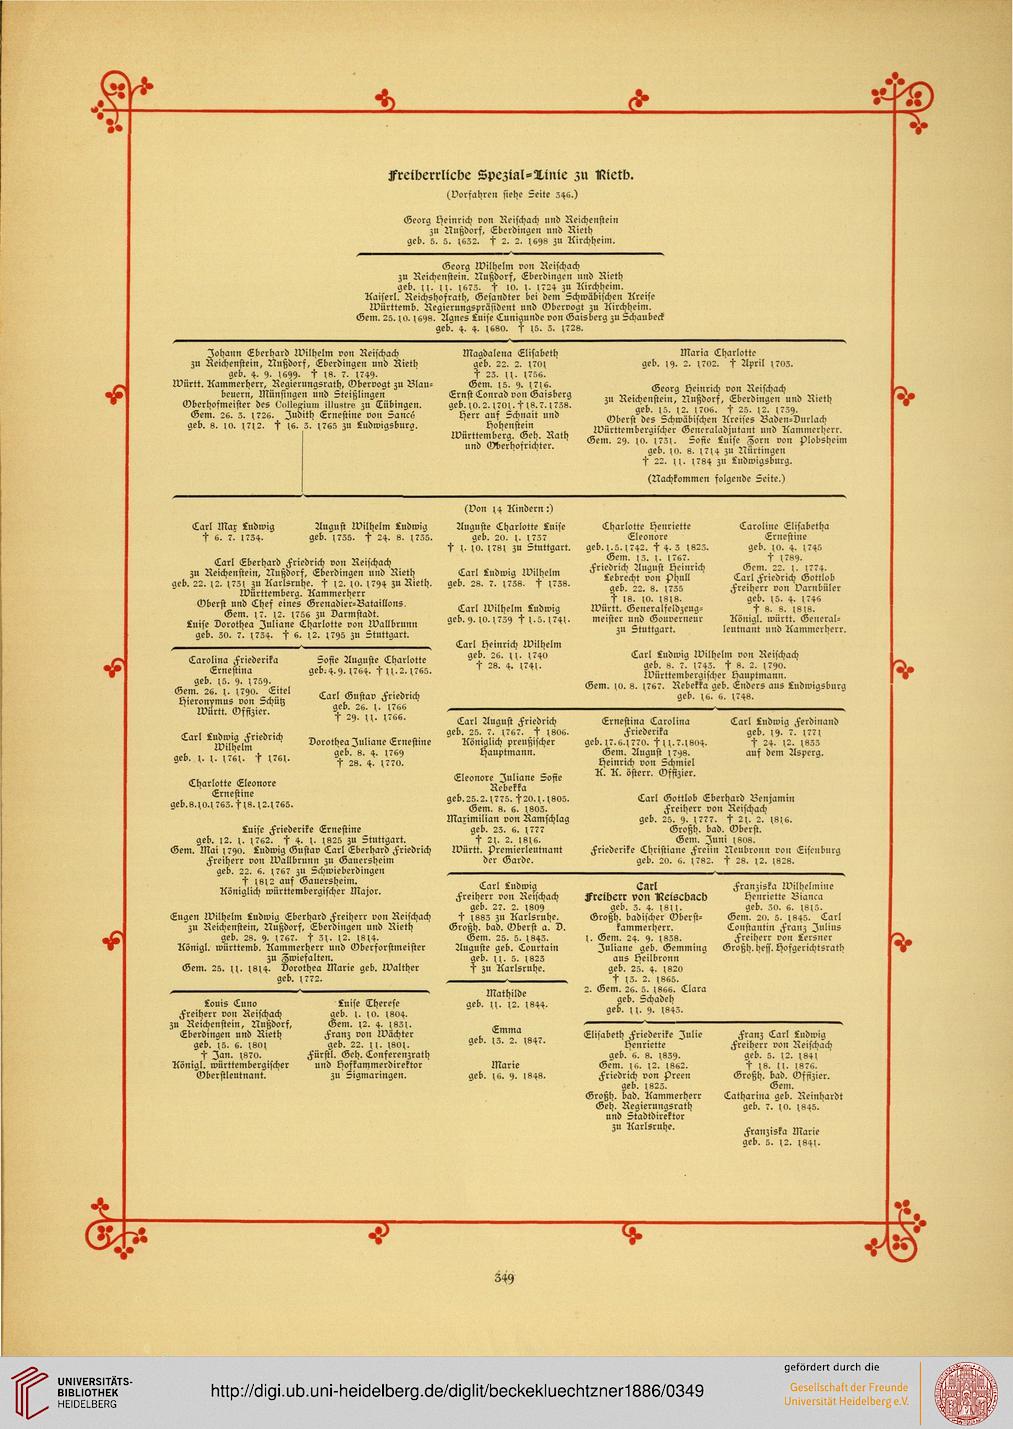 Freiherrliche Spezial=Linie zu Rieth.
(Vorfahren siehe Seite 346.)
Georg Heinrich von Reischach und Reichenstein
zu Nußdorf, Eberdingen und Rieth
geb. 5. 5. 1632. † 2. 2. 1698 zu Kirchheim.
Georg Wilhelm von Reischach
zu Reichenstein, Nußdorf, Eberdingen und Rieth
geb. 11. 11. 1673. † 10. 1. 1724 zu Kirchheim.
Kaiserl. Reichshofrath, Gesandter bei dem Schwäbischen Kreise
Württemb. Regierungspräsident und Obervogt zu Kirchheim.
Gem. 25. 10. 1698. Agnes Luise Cunigunde von Gaisberg zu Schaubeck
geb. 4. 4. 1680. † 15. 3. 1728.
Johann Eberhard Wilhelm von Reischach
zu Reichenstein, Nußdorf, Eberdingen und Rieth
geb. 4. 9. 1699. † 18. 7. 1749.
Württ. Kammerherr, Regierungsrath, Obervogt zu Blau=
beuern, Münsingen und Steißlingen
Oberhofmeister des Collegium illustre zu Tübingen.
Gem. 26. 3. 1726. Judith Ernestine von Sancé
geb. 8. 10. 1712. † 16. 3. 1765 zu Ludwigsburg.
Magdalena Elisabeth
geb. 22. 2. 1701
† 23. 11. 1756.
Gem. 15. 9. 1716.
Ernst Conrad von Gaisberg
geb. 10. 2. 1701. † 18. 7. 1738.
Herr auf Schnait und
Hohenstein
Württemberg. Geh. Rath
und Oberhofrichter.
Maria Charlotte
geb. 19. 2. 1702. † April 1703.
Georg Heinrich von Reischach
zu Reichenstein, Nußdorf, Eberdingen und Rieth
geb. 15. 12. 1706. † 25. 12. 1739.
Oberst des Schwäbischen Kreises Baden=Durlach
Württembergischer Generaladjutant und Kammerherr.
Gem. 29. 10. 1731. Sofie Luise Zorn von Plobsheim
geb. 10. 8. 1714 zu Nürtingen
† 22. 11. 1784 zu Ludwigsburg.
(Nachkommen folgende Seite.)
(Von 14 Kindern:)
Carl Max Ludwig
† 6. 7. 1734.
August Wilhelm Ludwig
geb. 1735. † 24. 8. 1735.
Carl Eberhard Friedrich von Reischach
zu Reichenstein, Nußdorf, Eberdingen und Rieth
geb. 22. 12. 1731 zu Karlsruhe. † 12. 10. 1794 zu Rieth.
Württemberg. Kammerherr
Oberst und Chef eines Grenadier=Bataillons.
Gem. 17. 12. 1756 zu Darmstadt.
Luise Dorothea Juliane Charlotte von Wallbrunn
geb. 30. 7. 1734. † 6. 12. 1795 zu Stuttgart.
Auguste Charlotte Luise
geb. 20. 1. 1737
† 1. 10. 1781 zu Stuttgart.
Carl Ludwig Wilhelm
geb. 28. 7. 1738. † 1738.
Carl Wilhelm Ludwig
geb. 9. 10. 1739 † 1. 5. 1741.
Carl Heinrich Wilhelm
geb. 26. 11. 1740
† 28. 4. 1741.
Charlotte Henriette
Eleonore
geb. 1. 5. 1742. † 4. 3 1823.
Gem. 13. 1. 1767.
Friedrich August Heinrich
Lebrecht von Phull
geb. 22. 8. 1735
† 18. 10. 1818.
Württ. Generalfeldzeug=
meister und Gouverneur
zu Stuttgart.
Caroline Elisabetha
Ernestine
geb. 10. 4. 1745
† 1789.
Gem. 22. 1. 1774.
Carl Friedrich Gottlob
Freiherr von Varnbüler
geb. 15. 4. 1746
† 8. 8. 1818.
Königl. württ. General=
leutnant und Kammerherr.
Carl Ludwig Wilhelm von Reischach
geb. 8. 7. 1743. † 8. 2. 1790.
Württembergischer Hauptmann.
Gem. 10. 8. 1767. Rebekka geb. Enders aus Ludwigsburg
geb. 16. 6. 1748.
Carolina Friederika
Ernestina
geb. 15. 9. 1759.
Gem. 26. 1. 1790. Eitel
Hieronymus von Schütz
Württ. Offizier.
Carl Ludwig Friedrich
Wilhelm
geb. 1. 1. 1761. † 1761.
Charlotte Eleonore
Ernestine
geb. 8. 10. 1763. † 18. 12. 1765.
Sofie Auguste Charlotte
geb. 4. 9. 1764. † 11. 2. 1765.
Carl Gustav Friedrich
geb. 26. 1. 1766
† 29. 11. 1766.
Dorothea Juliane Ernestine
geb. 8. 4. 1769
† 28. 4. 1770.
Luise Friederike Ernestine
geb. 12. 1. 1762. † 4. 1. 1825 zu Stuttgart.
Gem. Mai 1790. Ludwig Gustav Carl Eberhard Friedrich
Freiherr von Wallbrunn zu Gauersheim
geb. 22. 6. 1767 zu Schwieberdingen
† 1812 auf Gauersheim.
Königlich württembergischer Major.
Eugen Wilhelm Ludwig Eberhard Freiherr von Reischach
zu Reichenstein, Nußdorf, Eberdingen und Rieth
geb. 28. 9. 1767. † 31. 12. 1814.
Königl. württemb. Kammerherr und Oberforstmeister
zu Zwiefalten.
Gem. 25. 11. 1814. Dorothea Marie geb. Walther
geb. 1772.
Carl August Friedrich
geb. 25. 7. 1767. † 1806.
Königlich preußischer
Hauptmann.
Eleonore Juliane Sofie
Rebekka
geb. 25. 2. 1775. † 20. 1. 1805.
Gem. 8. 6. 1803.
Maximilian von Ramschlag
geb. 23. 6. 1777
† 21. 2. 1816.
Württ. Premierleutnant
der Garde.
Ernestina Carolina
Friederika
geb. 17. 6. 1770. † 11. 7. 1804.
Gem. August 1798.
Heinrich von Schmiel
K. K. österr. Offizier.
Carl Ludwig Ferdinand
geb. 19. 7. 1771
† 24. 12. 1833
auf dem Asperg.
Carl Gottlob Eberhard Benjamin
Freiherr von Reischach
geb. 25. 9. 1777. † 21. 2. 1816.
Großh. bad. Oberst.
Gem. Juni 1808.
Friederike Christiane Freiin Neubronn von Eisenburg
geb. 20. 6. 1782. † 28. 12. 1828.
Carl Ludwig
Freiherr von Reischach
geb. 27. 2. 1809
† 1883 zu Karlsruhe.
Großh. bad. Oberst a. D.
Gem. 25. 5. 1843.
Auguste geb. Courtain
geb. 11. 5. 1823
† zu Karlsruhe.
Carl
Freiherr von Reischach
geb. 3. 4. 1811.
Großh. badischer Oberst=
kammerherr.
1. Gem. 24. 9. 1838.
Juliane geb. Gemming
aus Heilbronn
geb. 25. 4. 1820
† 13. 2. 1865.
2. Gem. 26. 5. 1866. Clara
geb. Schadeh
geb. 11. 9. 1843.
Franziska Wilhelmine
Henriette Bianca
geb. 30. 6. 1815.
Gem. 20. 5. 1845. Carl
Constantin Franz Julius
Freiherr von Lersner
Großh. hess. Hofgerichtsrath
Louis Cuno
Freiherr von Reischach
zu Reichenstein, Nußdorf,
Eberdingen und Rieth
geb. 15. 6. 1801
† Jan. 1870.
Königl. württembergischer
Oberstleutnant.
Luise Therese
geb. 1. 10. 1804.
Gem. 12. 4. 1831.
Franz von Wächter
geb. 22. 11. 1801.
Fürstl. Geh. Conferenzrath
und Hofkammerdirektor
zu Sigmaringen.
Mathilde
geb. 11. 12. 1844.
Emma
geb. 13. 2. 1847.
Marie
geb. 16. 9. 1848.
Elisabeth Friederike Julie
Henriette
geb. 6. 8. 1839.
Gem. 16. 12. 1862.
Friedrich von Preen
geb. 1823.
Großh. bad. Kammerherr
Geh. Regierungsrath
und Stadtdirektor
zu Karlsruhe.
Franz Carl Ludwig
Freiherr von Reischach
geb. 5. 12. 1841
† 18. 11. 1876.
Großh. bad. Offizier.
Gem.
Catharina geb. Reinhardt
geb. 7. 10. 1845.
Franziska Marie
geb. 5. 12. 1841.
349
UNIVERSITÄTS-
BIBLIOTHEK
HEIDELBERG
http://digi.ub.uni-heidelberg.de/diglit/beckekluechtzner1886/0349
gefördert durch die
Gesellschaft der Freunde
Universität Heidelberg e.V.